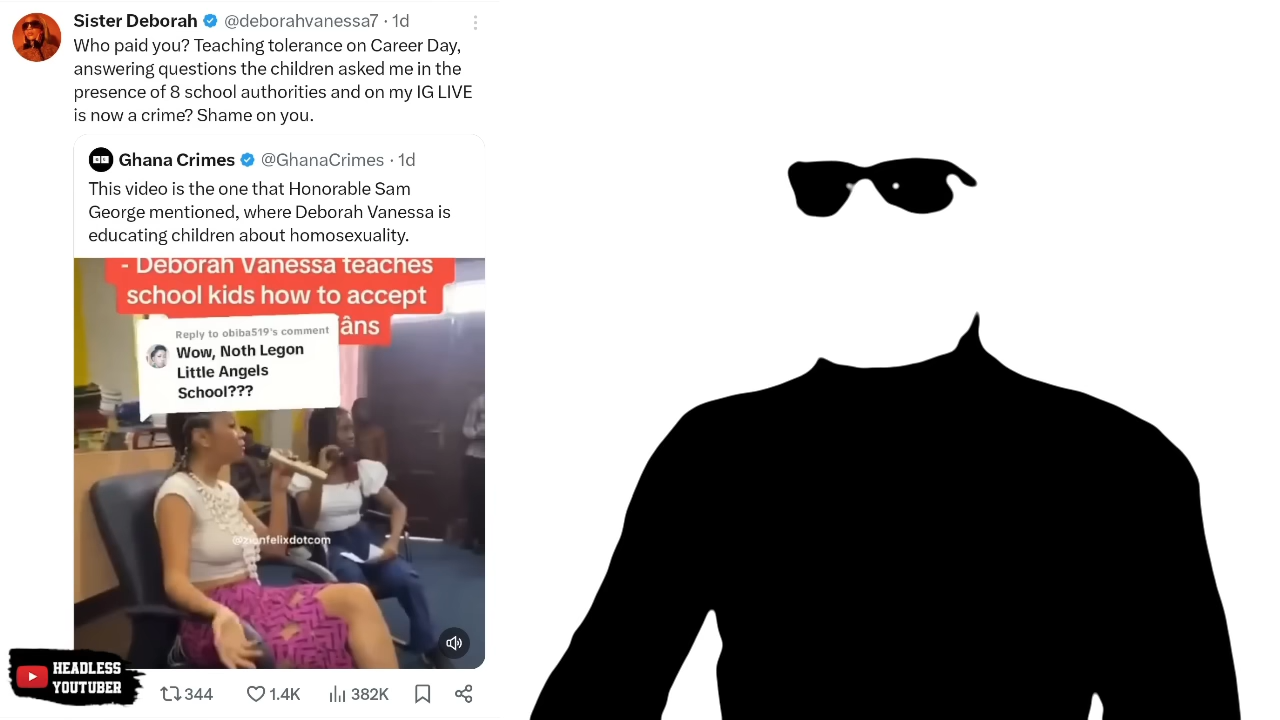 Sister Deborah @deborahvanessa7 · 1d
Who paid you? Teaching tolerance on Career Day,
answering questions the children asked me in the
presence of 8 school authorities and on my IG LIVE
is now a crime? Shame on you.
Ghana Crimes @GhanaCrimes · 1d
This video is the one that Honorable Sam
George mentioned, where Deborah Vanessa is
educating children about homosexuality.
- Deborah Vanessa teaches
school kids how to accept
iâns
Reply to obiba519's comment
Wow, Noth Legon
Little Angels
School???
@zionfelixdotcom
HEADLESS
YOUTUBER
344 1.4K 382K